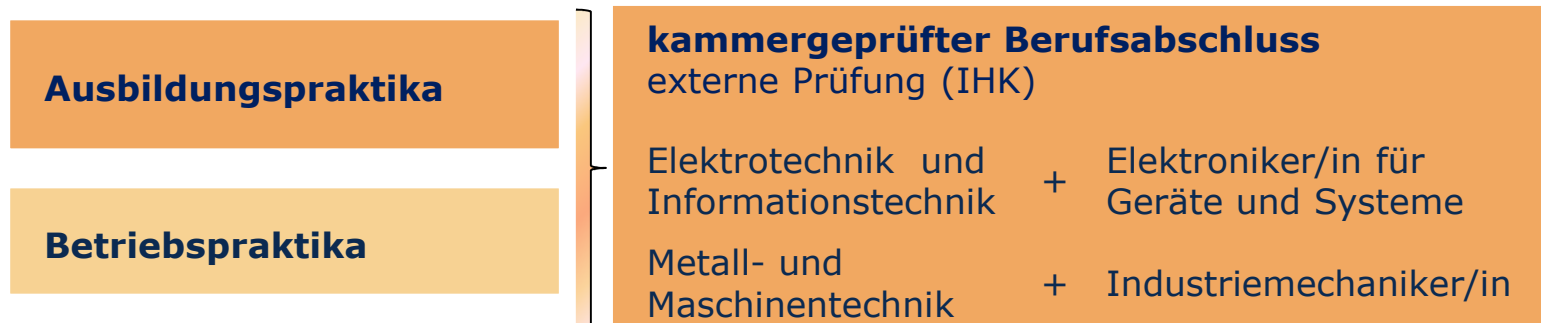 Ausbildungspraktika
Betriebspraktika
kammergeprüfter Berufsabschluss
externe Prüfung (IHK)
Elektrotechnik und
Informationstechnik
+
Elektroniker/in für
Geräte und Systeme
Metall- und
Maschinentechnik
+
Industriemechaniker/in